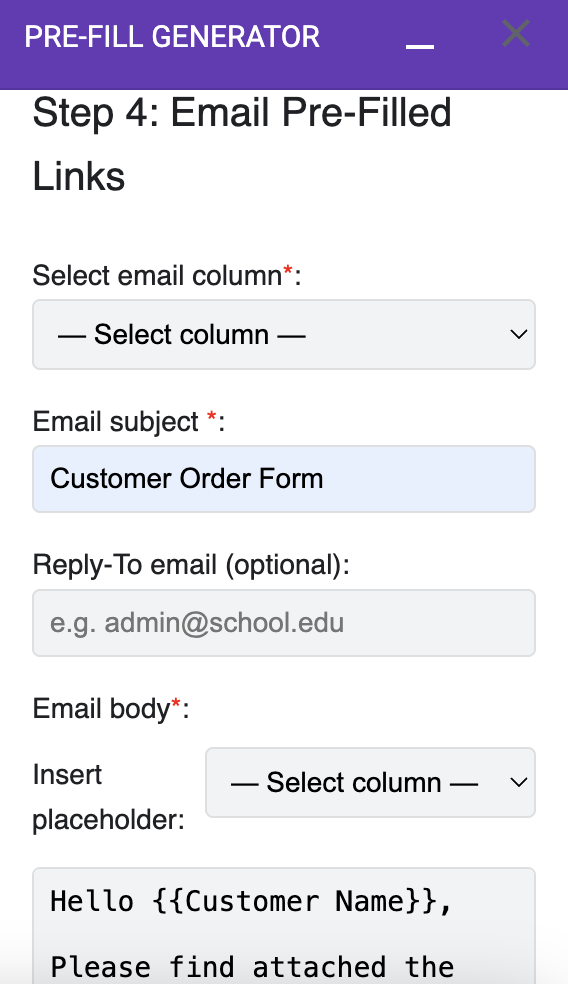 PRE-FILL GENERATOR
Step 4: Email Pre-Filled
Links
Select email column*:
— Select column —
Email subject *:
Customer Order Form
Reply-To email (optional):
e.g. admin@school.edu
Email body*:
Insert
placeholder:
— Select column —
Hello {{Customer Name}},
Please find attached the